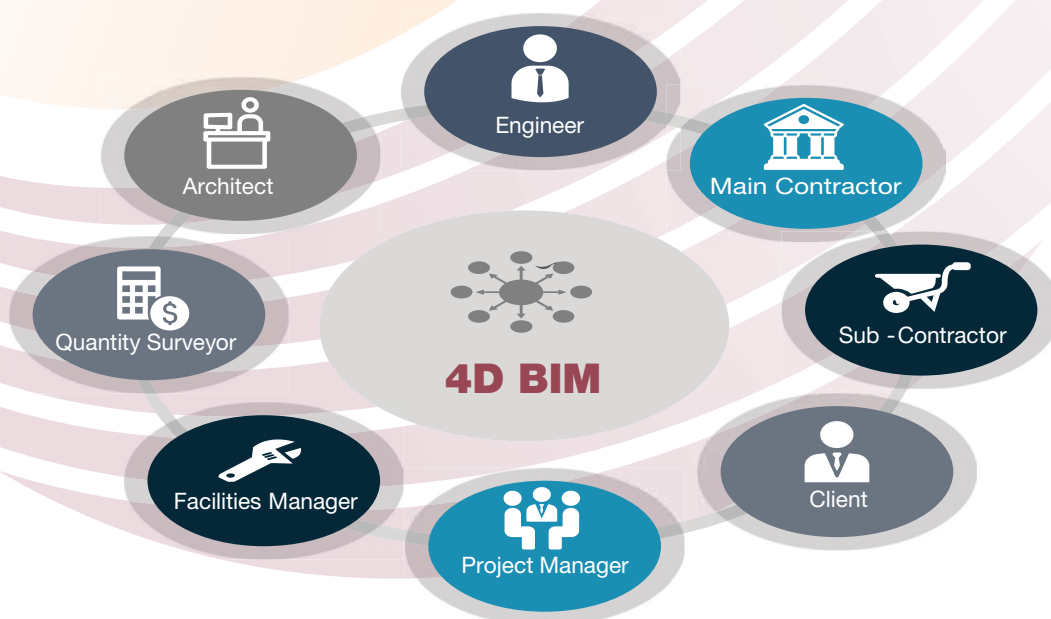 Engineer
Architect
Main Contractor
Quantity Surveyor
Sub - Contractor
4D BIM
Facilities Manager
Client
Project Manager